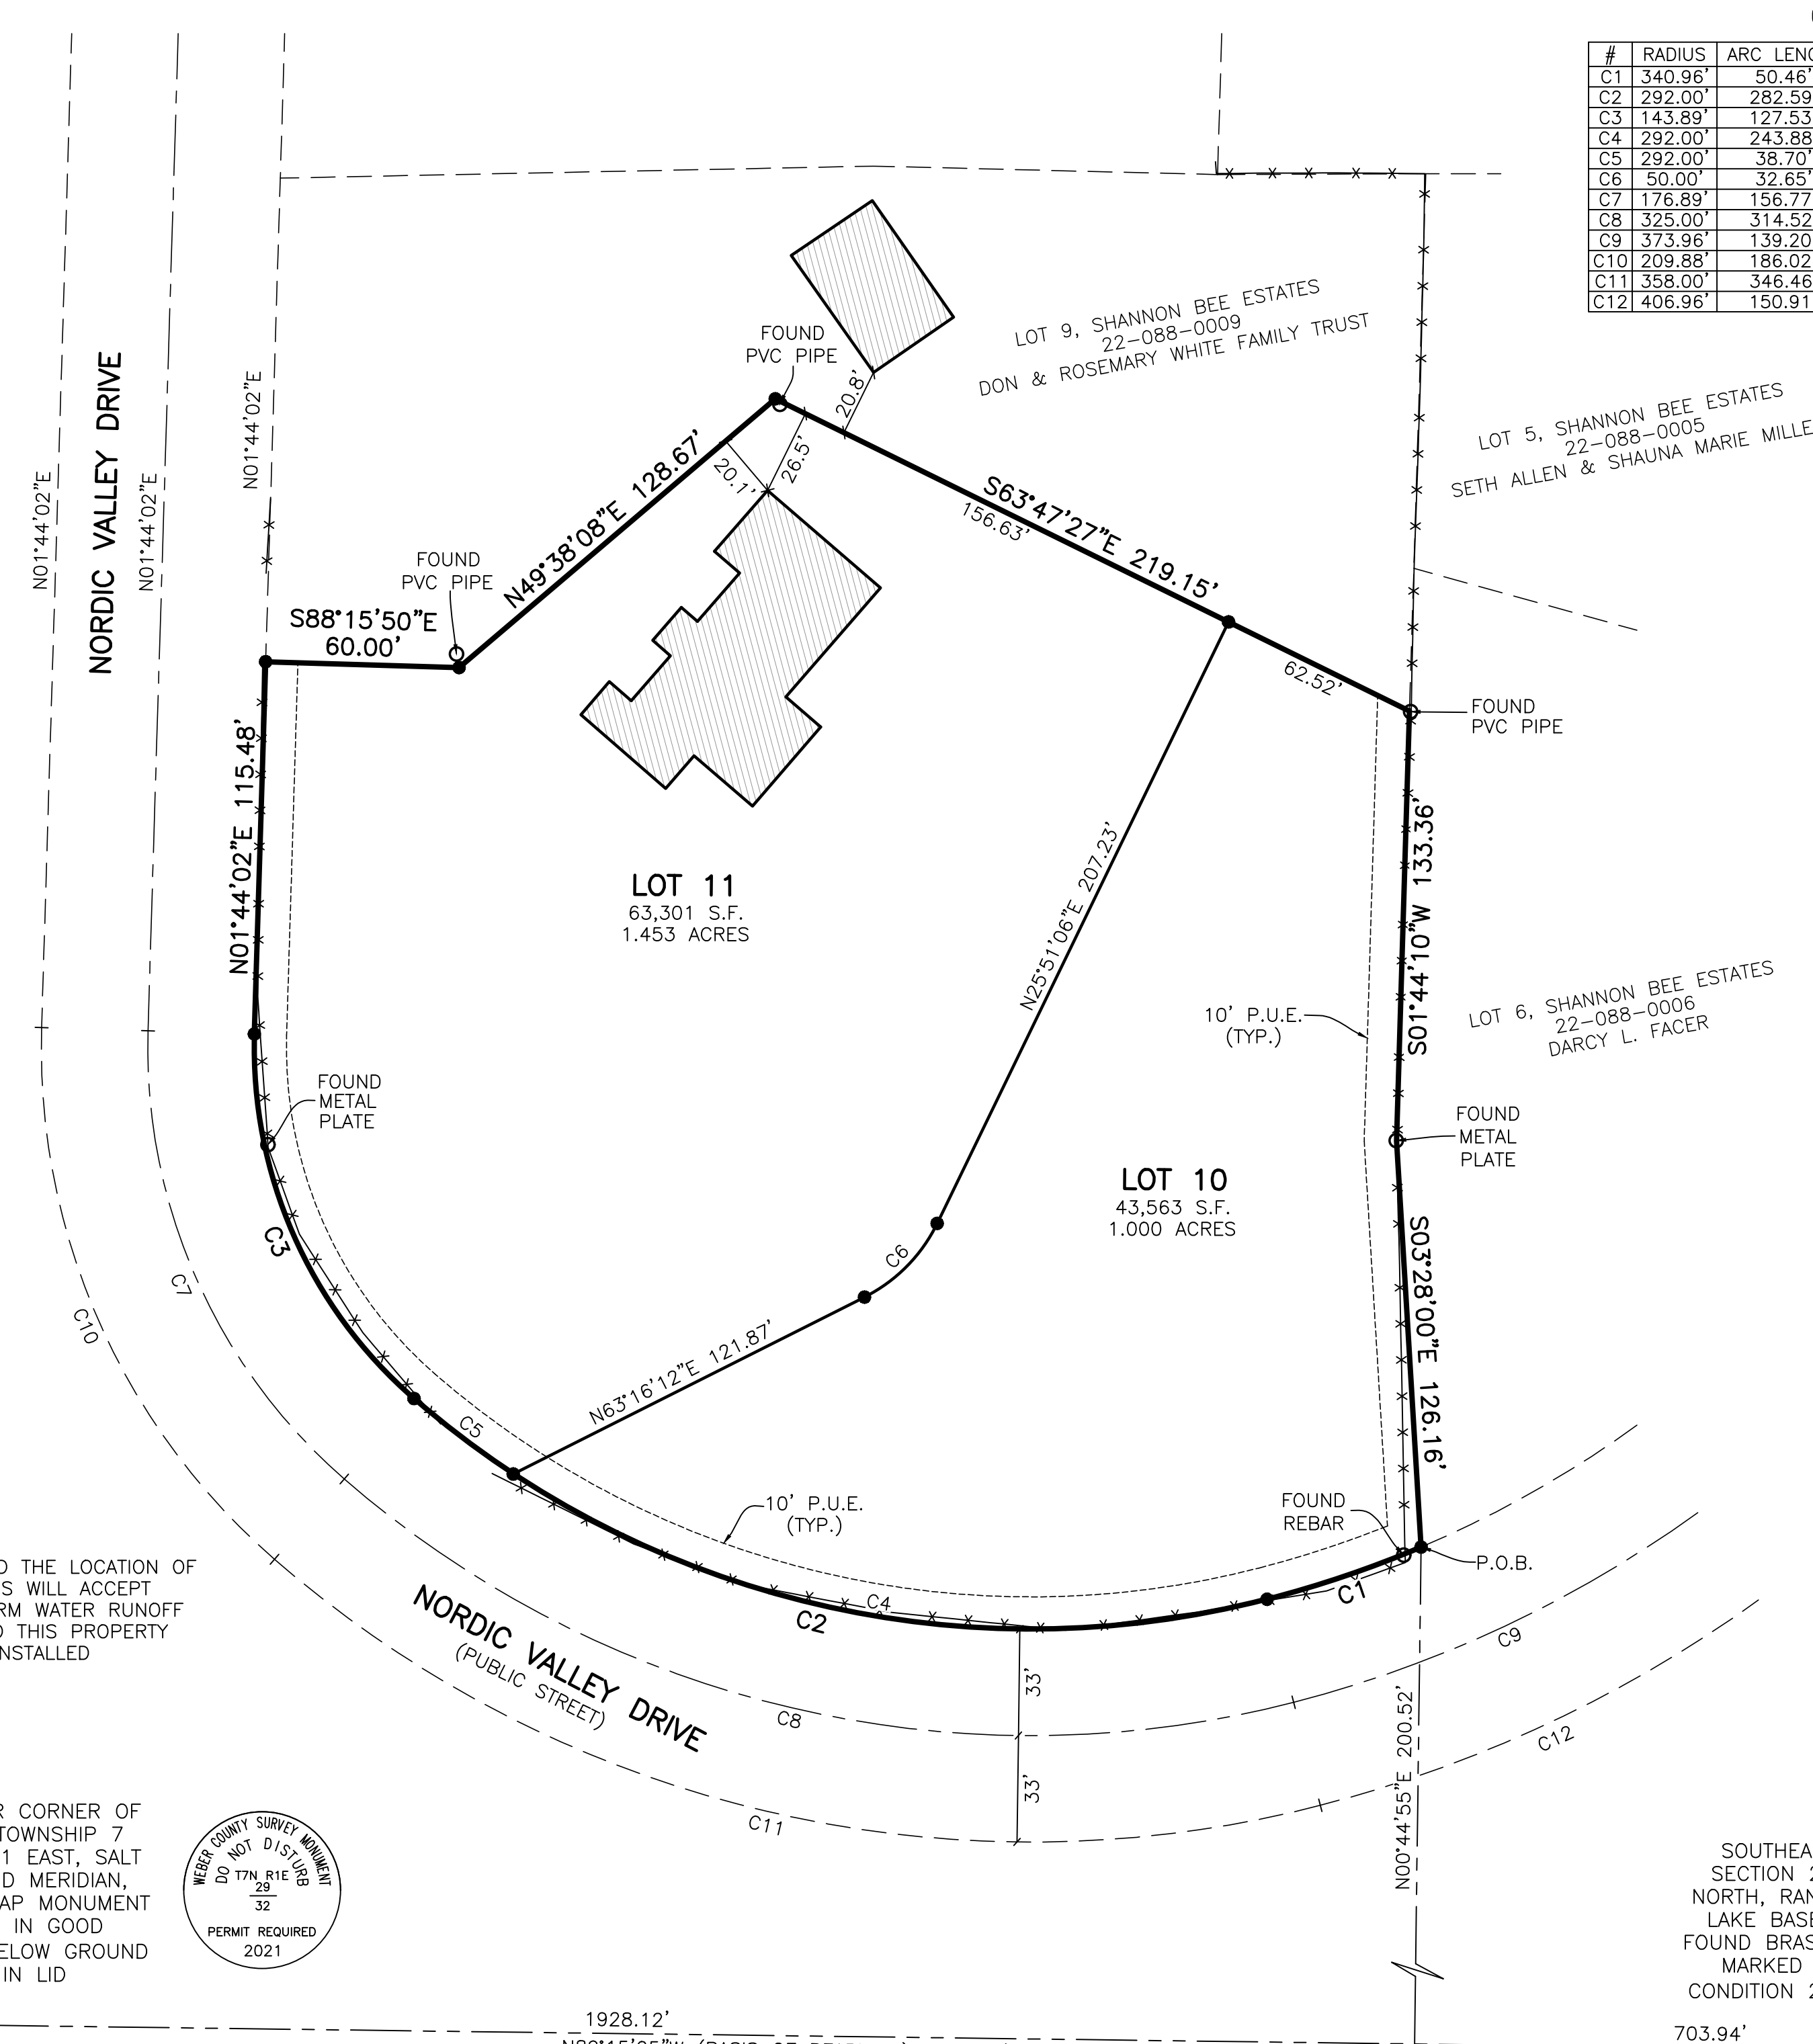 # RADIUS ARC
C1 340.96' 50.46'
C2 292.00' 282.59
C3 143.89' 127.53
C4 292.00' 243.88
C5 292.00' 38.70'
C6 50.00' 32.65'
C7 176.89' 156.77
C8 325.00' 314.52
C9 373.96' 139.20
C10 209.88' 186.02
C11 358.00' 346.46
C12 406.96' 150.91
NORDIC VALLEY DRIVE
N01°44'02"E
N01°44'02"E
N01°44'02"E
FOUND
PVC PIPE
LOT 9, SHANNON BEE ESTATES
22-088-0009
DON & ROSEMARY WHITE FAMILY TRUST
LOT 5, SHANNON BEE ESTATES
22-088-0005
SETH ALLEN & SHAUNA MARIE
20.8'
26.5'
20.1'
N49°38'08"E 128.67'
S63°47'27"E 219.15'
156.63'
62.52'
FOUND
PVC PIPE
S88°15'50"E
60.00'
FOUND
PVC PIPE
N01°44'02"E 115.48'
LOT 11
63,301 S.F.
1.453 ACRES
N25°51'06"E 207.23'
S01°44'10"W 133.36'
10' P.U.E.
(TYP.)
LOT 6, SHANNON BEE ESTATES
22-088-0006
DARCY L. FACER
FOUND
METAL
PLATE
FOUND
METAL
PLATE
LOT 10
43,563 S.F.
1.000 ACRES
S03°28'00"E 126.16'
C3
C7
C10
C6
N63°16'12"E 121.87'
C5
10' P.U.E.
(TYP.)
FOUND
REBAR
P.O.B.
C1
C4
C2
C9
C12
33'
33'
C8
C11
NORDIC VALLEY DRIVE
(PUBLIC STREET)
N00°44'55"E 200.52'
THE LOCATION OF
WILL ACCEPT
WATER RUNOFF
THIS PROPERTY
NSTALLED
CORNER OF
TOWNSHIP 7
1 EAST, SALT
MERIDIAN,
AP MONUMENT
IN GOOD
ELOW GROUND
IN LID
WEBER COUNTY SURVEY MONUMENT
DO NOT DISTURB
T7N R1E
29
32
PERMIT REQUIRED
2021
SOUTHEA
SECTION 2
NORTH, RAN
LAKE BASE
FOUND BRAS
MARKED
CONDITION 2
1928.12'
703.94'